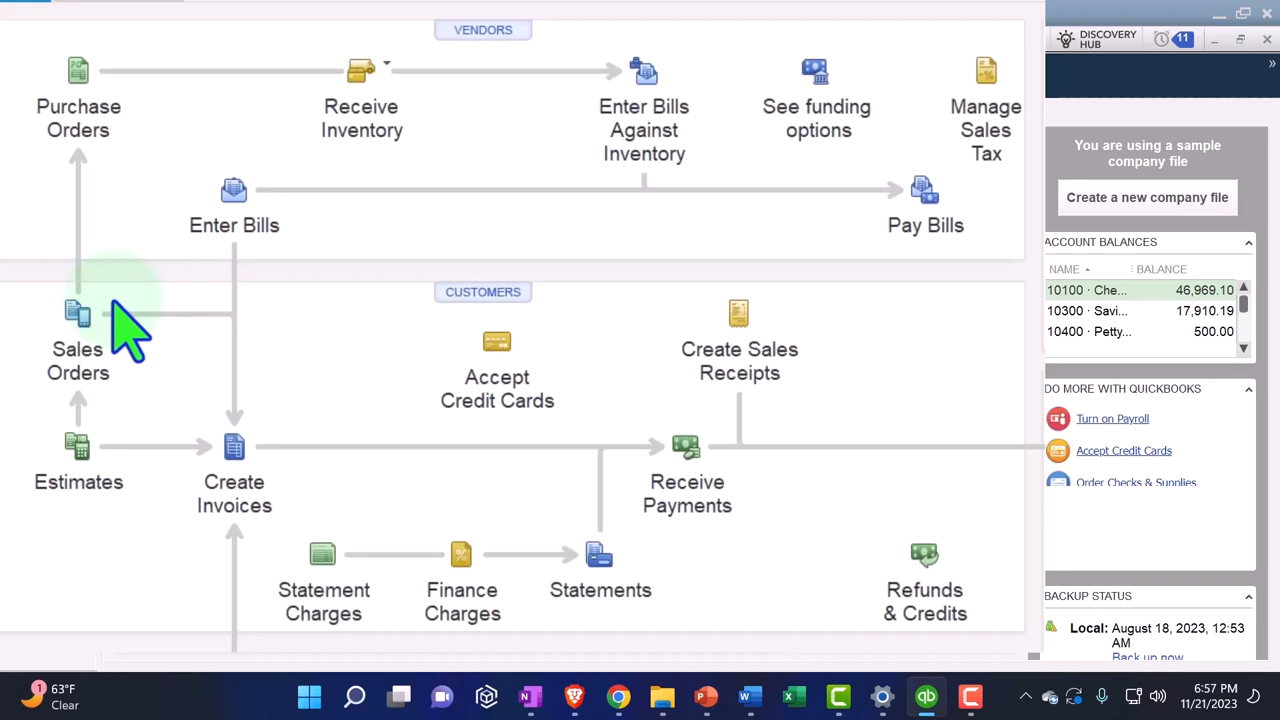 VENDORS
Purchase
Orders
Receive
Inventory
Enter Bills
Against
Inventory
See funding
options
Manage
Sales
Tax
Enter Bills
Pay Bills
CUSTOMERS
Sales
Orders
Accept
Credit Cards
Create Sales
Receipts
Estimates
Create
Invoices
Receive
Payments
Statement
Charges
Finance
Charges
Statements
Refunds
& Credits
DISCOVERY
HUB
11
You are using a sample
company file
Create a new company file
ACCOUNT BALANCES
NAME BALANCE
10100 · Che... 46,969.10
10300 · Savi... 17,910.19
10400 · Petty... 500.00
DO MORE WITH QUICKBOOKS
Turn on Payroll
Accept Credit Cards
Order Checks & Supplies
BACKUP STATUS
Local: August 18, 2023, 12:53
AM
Back up now
1
63°F
Clear
6:57 PM
11/21/2023